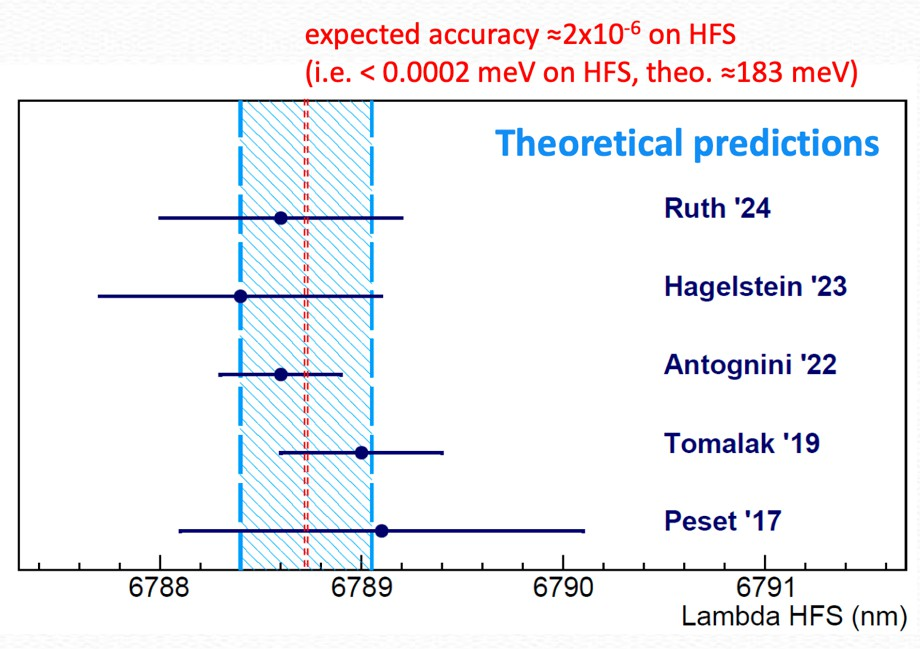 expected accuracy ≈2x10⁻⁶ on HFS
(i.e. < 0.0002 meV on HFS, theo. ≈183 meV)
Theoretical predictions
Ruth '24
Hagelstein '23
Antognini '22
Tomalak '19
Peset '17
6788 6789 6790 6791
Lambda HFS (nm)